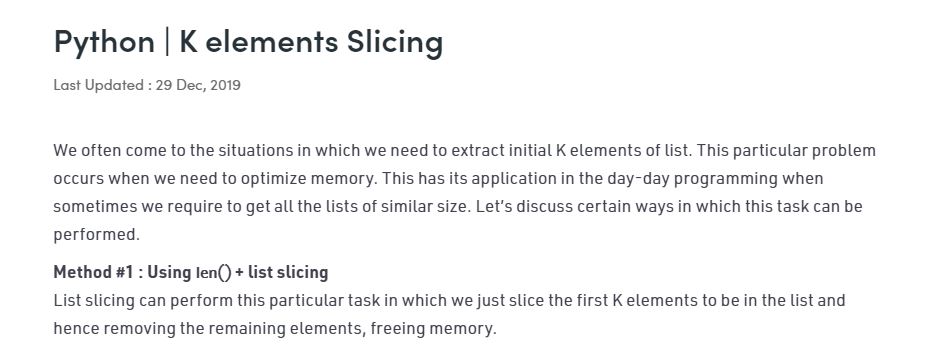 Python | K elements Slicing
Last Updated : 29 Dec, 2019
We often come to the situations in which we need to extract initial K elements of list. This particular problem
occurs when we need to optimize memory. This has its application in the day-day programming when
sometimes we require to get all the lists of similar size. Let's discuss certain ways in which this task can be
performed.
Method #1 : Using len() + list slicing
List slicing can perform this particular task in which we just slice the first K elements to be in the list and
hence removing the remaining elements, freeing memory.